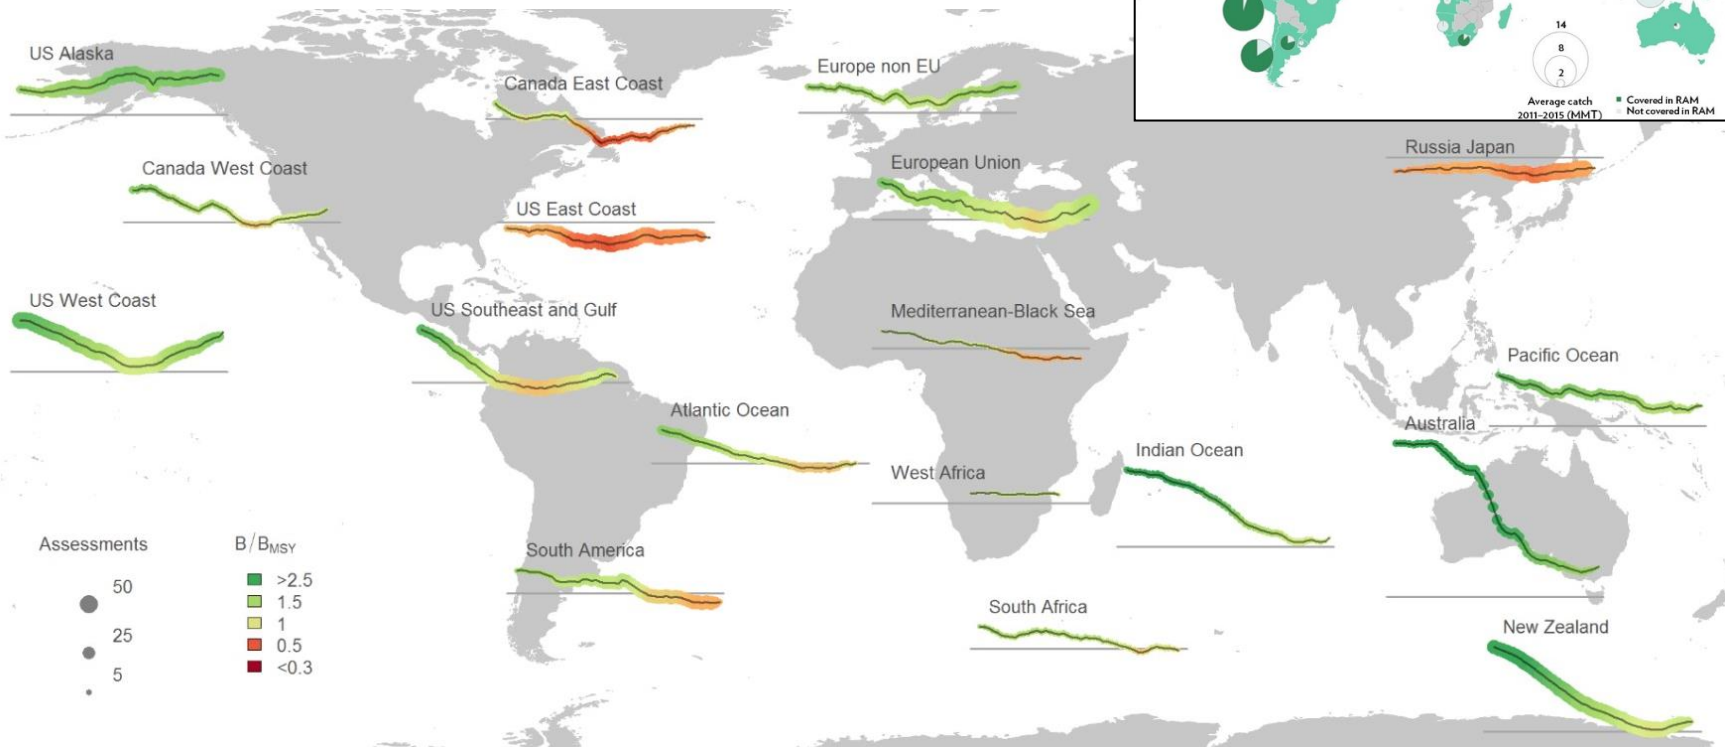 US Alaska
Canada East Coast
Europe non EU
14
8
2
Average catch
2011–2015 (MMT)
Covered in RAM
Not covered in RAM
Canada West Coast
European Union
Russia Japan
US East Coast
US West Coast
US Southeast and Gulf
Mediterranean-Black Sea
Pacific Ocean
Atlantic Ocean
Australia
West Africa
Indian Ocean
South America
South Africa
New Zealand
Assessments
50
25
5
B/BMSY
>2.5
1.5
1
0.5
<0.3